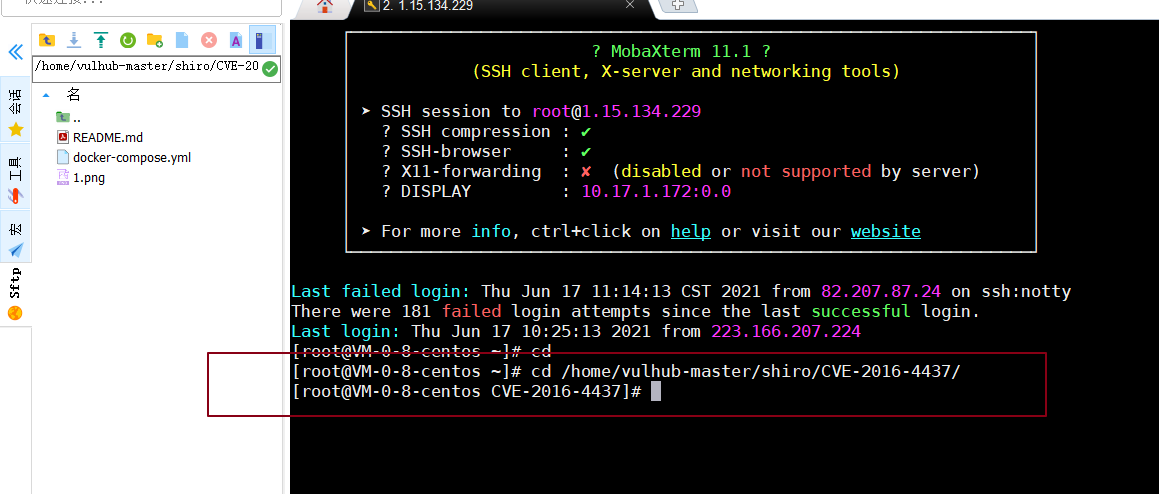 快速连接...
2. 1.15.134.229
/home/vulhub-master/shiro/CVE-20
会话
工具
宏
Sftp
名
..
README.md
docker-compose.yml
1.png
? MobaXterm 11.1 ?
(SSH client, X-server and networking tools)
➤ SSH session to root@1.15.134.229
? SSH compression : ✔
? SSH-browser : ✔
? X11-forwarding : ✘ (disabled or not supported by server)
? DISPLAY : 10.17.1.172:0.0
➤ For more info, ctrl+click on help or visit our website
Last failed login: Thu Jun 17 11:14:13 CST 2021 from 82.207.87.24 on ssh:notty
There were 181 failed login attempts since the last successful login.
Last login: Thu Jun 17 10:25:13 2021 from 223.166.207.224
[root@VM-0-8-centos ~]# cd
[root@VM-0-8-centos ~]# cd /home/vulhub-master/shiro/CVE-2016-4437/
[root@VM-0-8-centos CVE-2016-4437]#